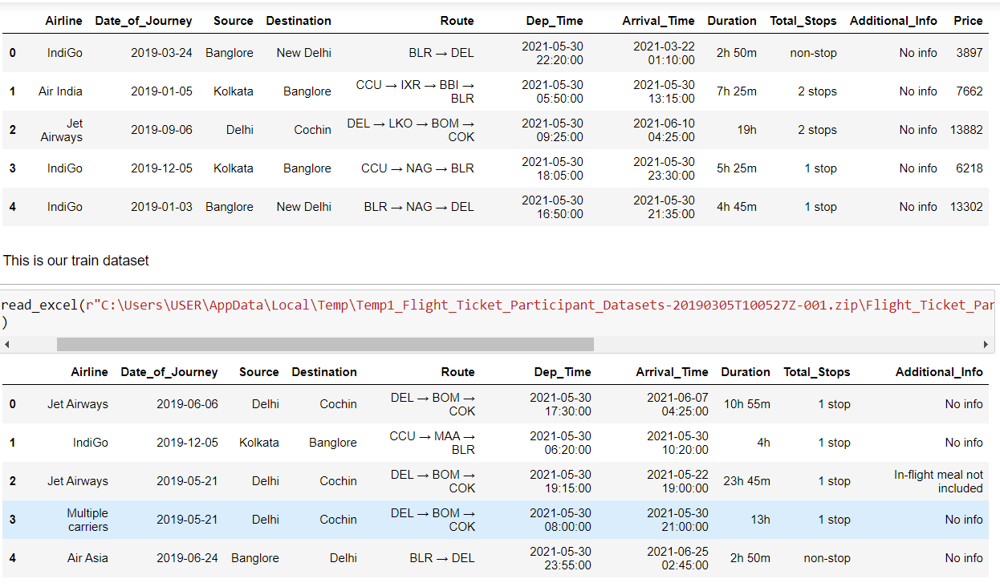 Airline Date_of_Journey Source Destination Route Dep_Time Arrival_Time Duration Total_Stops Additional_Info Price
0 IndiGo 2019-03-24 Banglore New Delhi BLR → DEL 2021-05-30 22:20:00 2021-03-22 01:10:00 2h 50m non-stop No info 3897
1 Air India 2019-01-05 Kolkata Banglore CCU → IXR → BBI → BLR 2021-05-30 05:50:00 2021-05-30 13:15:00 7h 25m 2 stops No info 7662
2 Jet Airways 2019-09-06 Delhi Cochin DEL → LKO → BOM → COK 2021-05-30 09:25:00 2021-06-10 04:25:00 19h 2 stops No info 13882
3 IndiGo 2019-12-05 Kolkata Banglore CCU → NAG → BLR 2021-05-30 18:05:00 2021-05-30 23:30:00 5h 25m 1 stop No info 6218
4 IndiGo 2019-01-03 Banglore New Delhi BLR → NAG → DEL 2021-05-30 16:50:00 2021-05-30 21:35:00 4h 45m 1 stop No info 13302
This is our train dataset
read_excel(r"C:\Users\USER\AppData\Local\Temp\Temp1_Flight_Ticket_Participant_Datasets-20190305T100527Z-001.zip\Flight_Ticket_Par
)
Airline Date_of_Journey Source Destination Route Dep_Time Arrival_Time Duration Total_Stops Additional_Info
0 Jet Airways 2019-06-06 Delhi Cochin DEL → BOM → COK 2021-05-30 17:30:00 2021-06-07 04:25:00 10h 55m 1 stop No info
1 IndiGo 2019-12-05 Kolkata Banglore CCU → MAA → BLR 2021-05-30 06:20:00 2021-05-30 10:20:00 4h 1 stop No info
2 Jet Airways 2019-05-21 Delhi Cochin DEL → BOM → COK 2021-05-30 19:15:00 2021-05-22 19:00:00 23h 45m 1 stop In-flight meal not included
3 Multiple carriers 2019-05-21 Delhi Cochin DEL → BOM → COK 2021-05-30 08:00:00 2021-05-30 21:00:00 13h 1 stop No info
4 Air Asia 2019-06-24 Banglore Delhi BLR → DEL 2021-05-30 23:55:00 2021-06-25 02:45:00 2h 50m non-stop No info